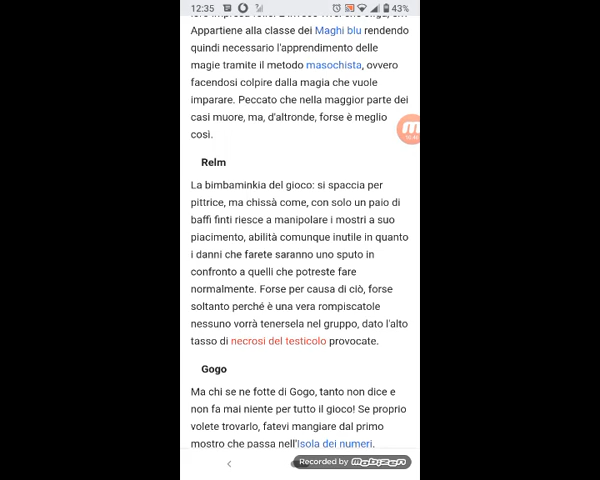 12:35
43%
Appartiene alla classe dei Maghi blu rendendo
quindi necessario l'apprendimento delle
magie tramite il metodo masochista, ovvero
facendosi colpire dalla magia che vuole
imparare. Peccato che nella maggior parte dei
casi muore, ma, d'altronde, forse è meglio
così.
Relm
La bimbaminkia del gioco: si spaccia per
pittrice, ma chissà come, con solo un paio di
baffi finti riesce a manipolare i mostri a suo
piacimento, abilità comunque inutile in quanto
i danni che farete saranno uno sputo in
confronto a quelli che potreste fare
normalmente. Forse per causa di ciò, forse
soltanto perché è una vera rompiscatole
nessuno vorrà tenersela nel gruppo, dato l'alto
tasso di necrosi del testicolo provocate.
Gogo
Ma chi se ne fotte di Gogo, tanto non dice e
non fa mai niente per tutto il gioco! Se proprio
volete trovarlo, fatevi mangiare dal primo
mostro che passa nell'Isola dei numeri.
Recorded by mobizen